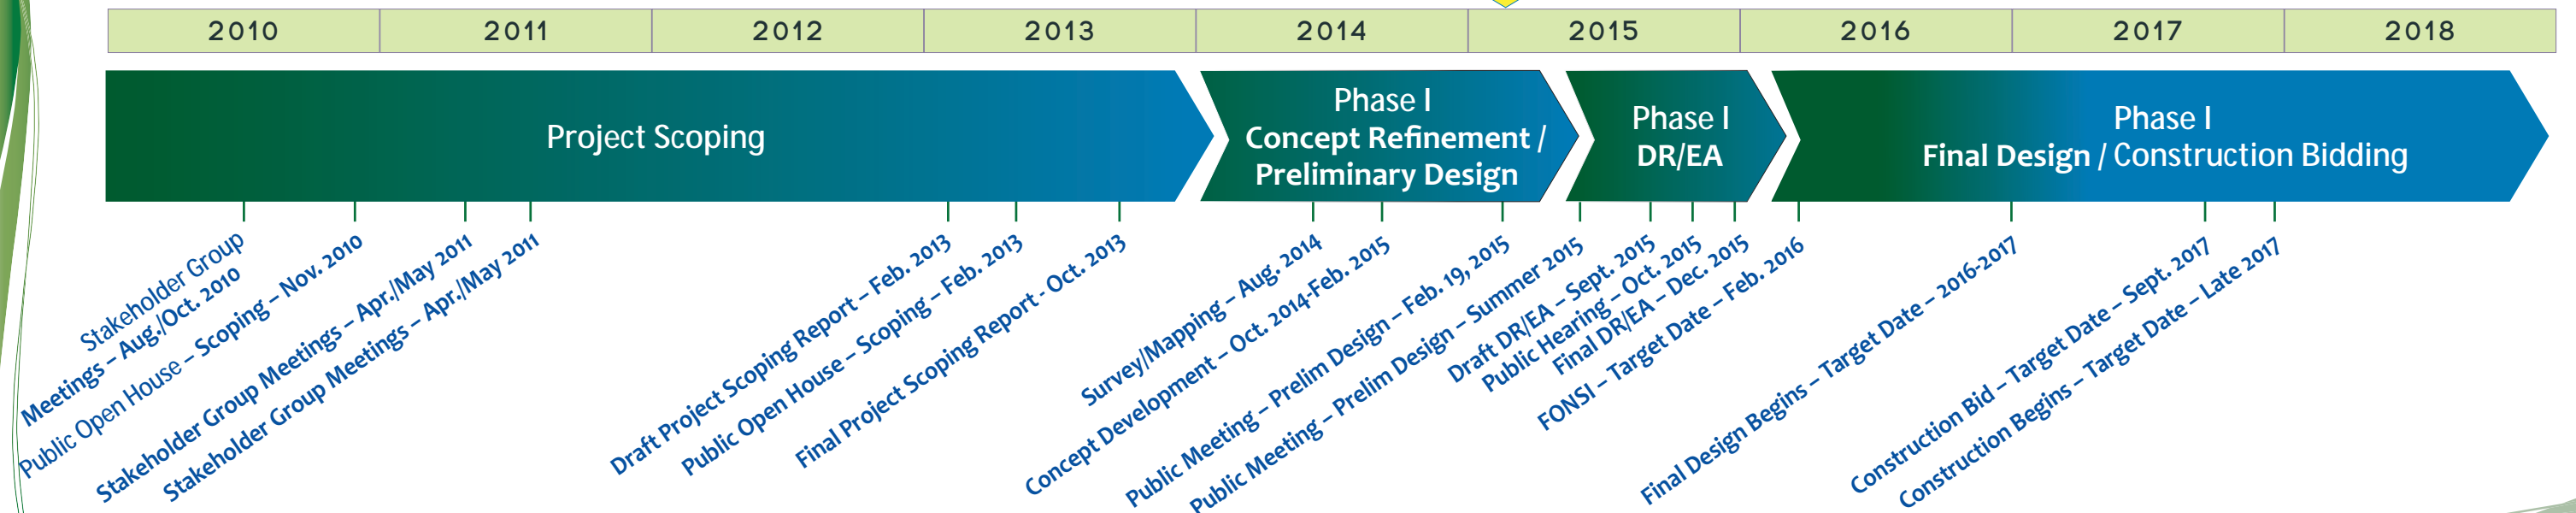 2010
2011
2012
2013
2014
2015
2016
2017
2018
Project Scoping
Phase I
Concept Refinement /
Preliminary Design
Phase I
DR/EA
Phase I
Final Design / Construction Bidding
Stakeholder Group
Meetings – Aug./Oct. 2010
Public Open House – Scoping – Nov. 2010
Stakeholder Group Meetings – Apr./May 2011
Stakeholder Group Meetings – Apr./May 2011
Draft Project Scoping Report – Feb. 2013
Public Open House – Scoping – Feb. 2013
Final Project Scoping Report - Oct. 2013
Survey/Mapping – Aug. 2014
Concept Development – Oct. 2014-Feb. 2015
Public Meeting – Prelim Design – Feb. 19, 2015
Public Meeting – Prelim Design – Summer 2015
Draft DR/EA – Sept. 2015
Public Hearing – Oct. 2015
Final DR/EA – Dec. 2015
FONSI – Target Date – Feb. 2016
Final Design Begins – Target Date – 2016-2017
Construction Bid – Target Date – Sept. 2017
Construction Begins – Target Date – Late 2017